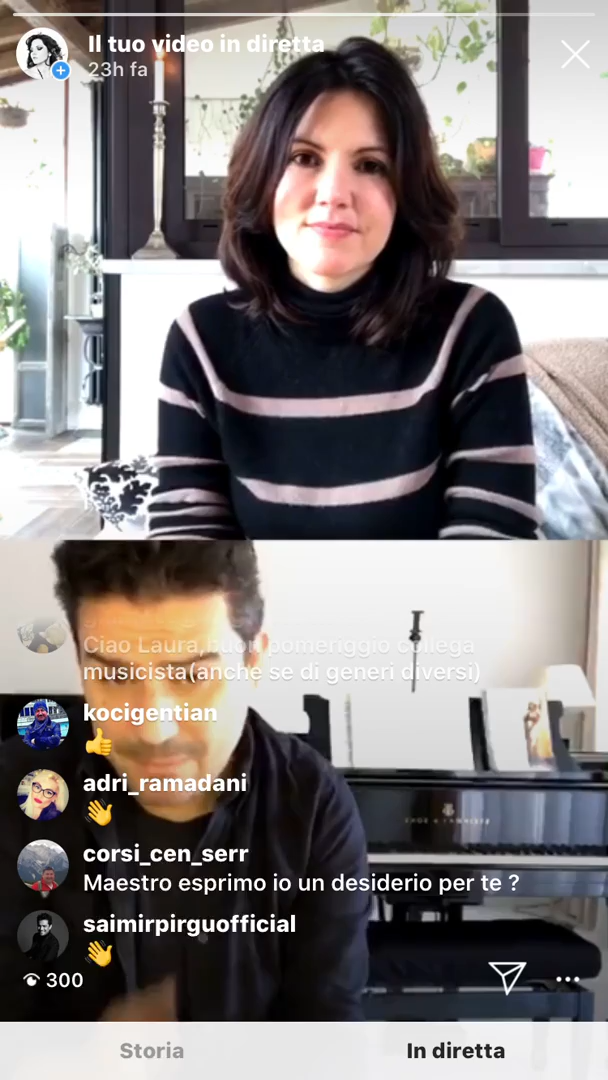 Il tuo video in diretta
23h fa
Ciao Laura,buon pomeriggio collega
musicista(anche se di generi diversi)
kocigentian
👍
adri_ramadani
👋
corsi_cen_serr
Maestro esprimo io un desiderio per te ?
saimirpirguofficial
👋
300
Storia
In diretta